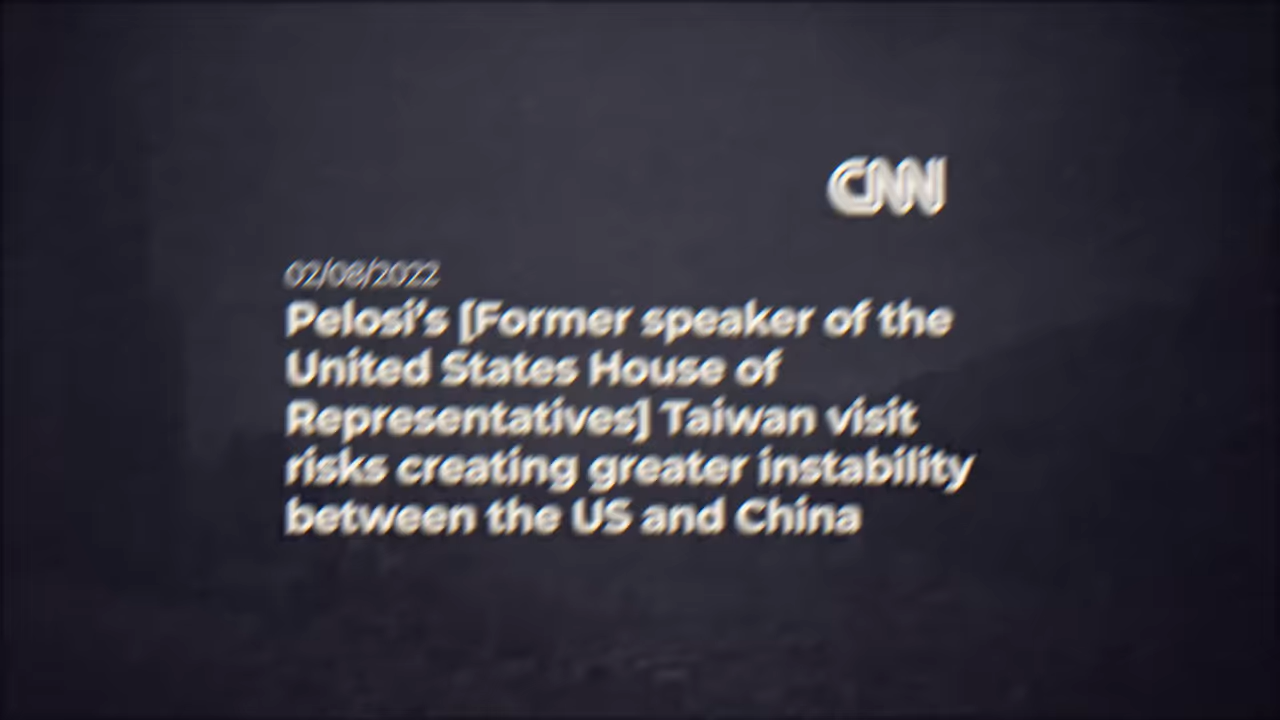 CNN
02/08/2022
Pelosi's [Former speaker of the
United States House of
Representatives] Taiwan visit
risks creating greater instability
between the US and China